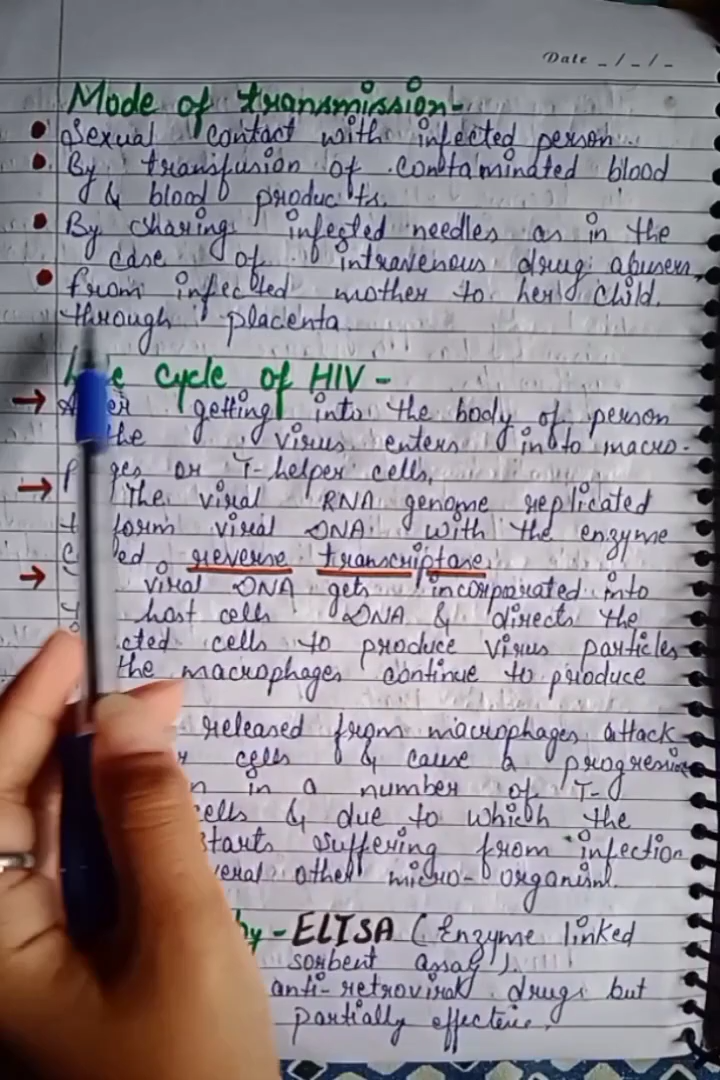 Date _ / _ / _
Mode of transmission-
Sexual contact with infected person.
By transfusion of contaminated blood
& blood products.
By sharing infected needles as in the
case of intravenous drug abusers,
from infected mother to her child.
through placenta.
cycle of HIV -
getting into the body of person
the virus enters into macro-
or T-helper cells.
The viral RNA genome replicated
form viral DNA with the enzyme
reverse transcriptase.
viral DNA gets incorporated into
host cells DNA & directs the
cells to produce virus particles
the macrophages continue to produce
released from macrophages attack
cells & cause a
in a number of T-
cells & due to which the
starts suffering from infection
other micro-organism.
by - ELISA (Enzyme linked
sorbent assay).
anti-retroviral drugs but
partially effective.